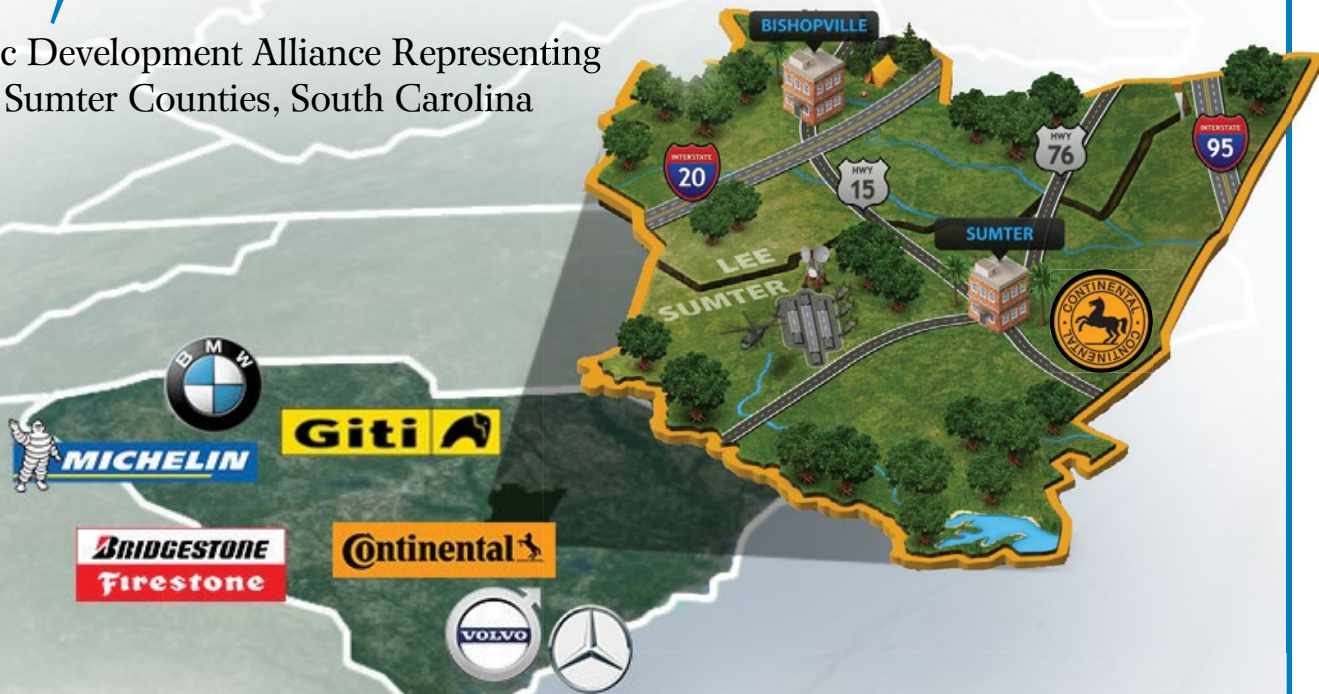 c Development Alliance Representing
Sumter Counties, South Carolina
BISHOPVILLE
INTERSTATE
20
HWY
15
HWY
76
INTERSTATE
95
SUMTER
LEE
SUMTER
CONTINENTAL
CONTINENTAL
BMW
Giti
MICHELIN
BRIDGESTONE
Firestone
Continental
VOLVO